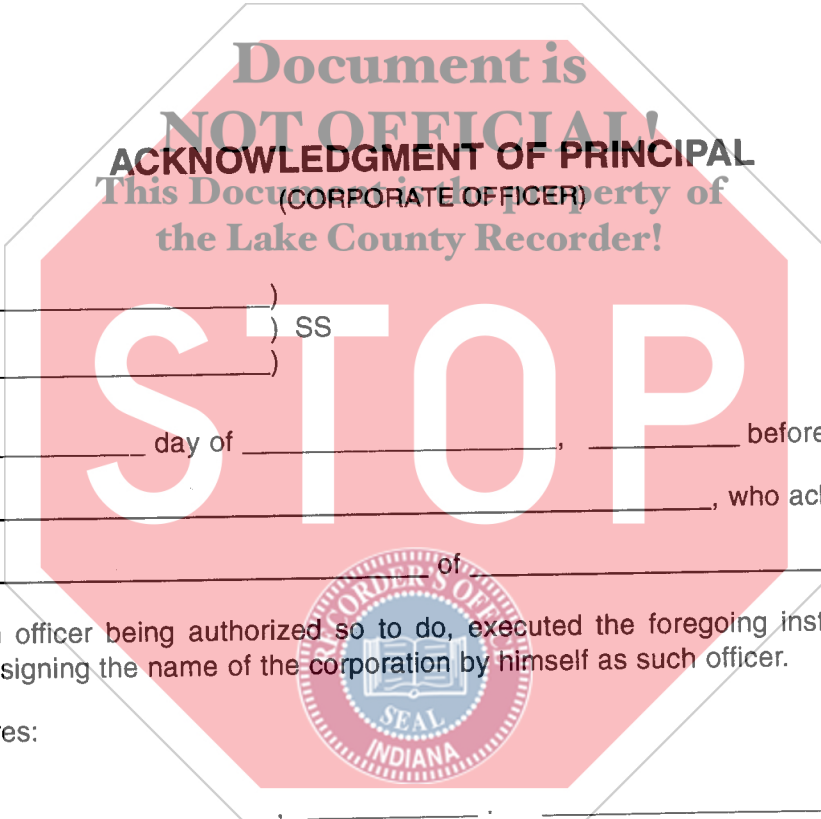 Document is
NOT OFFICIAL!
ACKNOWLEDGMENT OF PRINCIPAL
This Document is the property of
(CORPORATE OFFICER)
the Lake County Recorder!
)
) SS
)
STOP
day of , before
, who ack
of
officer being authorized so to do, executed the foregoing inst
signing the name of the corporation by himself as such officer.
es:
RECORDER'S OFFICE
SEAL
INDIANA